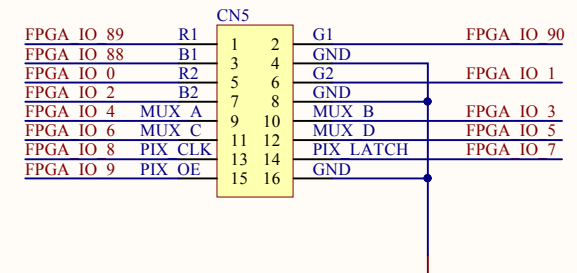 CN5
FPGA_IO_89 R1 1 2 G1 FPGA_IO_90
FPGA_IO_88 B1 3 4 GND
FPGA_IO_0 R2 5 6 G2 FPGA_IO_1
FPGA_IO_2 B2 7 8 GND
FPGA_IO_4 MUX_A 9 10 MUX_B FPGA_IO_3
FPGA_IO_6 MUX_C 11 12 MUX_D FPGA_IO_5
FPGA_IO_8 PIX_CLK 13 14 PIX_LATCH FPGA_IO_7
FPGA_IO_9 PIX_OE 15 16 GND